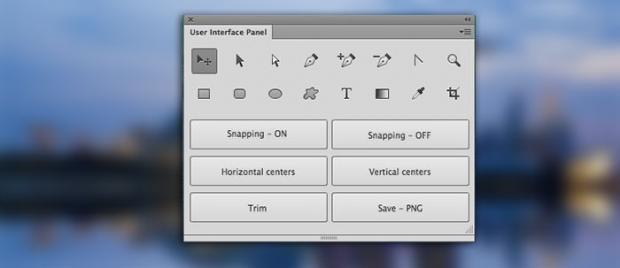 User Interface Panel
T
Snapping – ON
Snapping – OFF
Horizontal centers
Vertical centers
Trim
Save – PNG